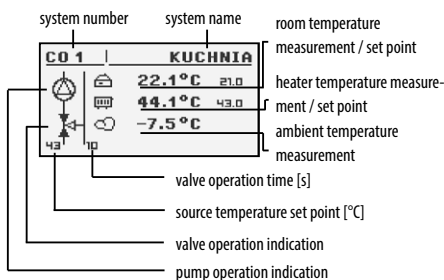 system number
system name
room temperature
measurement / set point
heater temperature measure-
ment / set point
ambient temperature
measurement
CO 1
KUCHNIA
22.1°C 21.0
44.1°C 43.0
-7.5°C
43
10
valve operation time [s]
source temperature set point [°C]
valve operation indication
pump operation indication